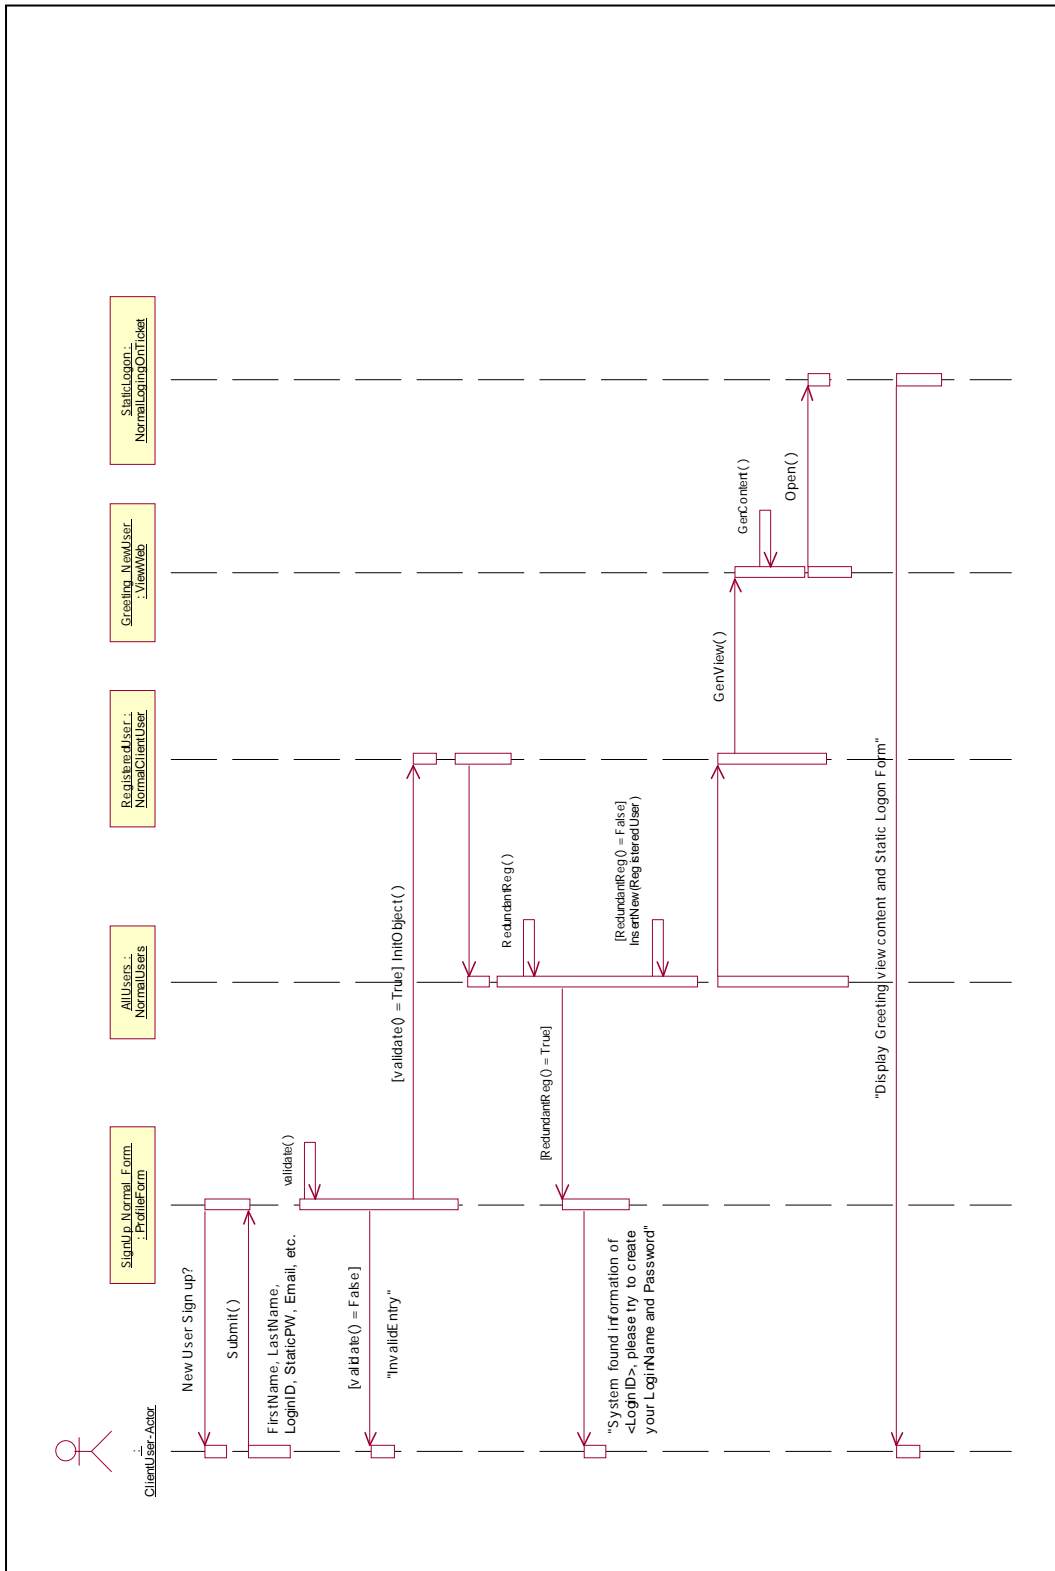 :
ClientUser-Actor
SignUp_Normal_Form
: ProfileForm
AllUsers :
NormalUsers
RegisteredUser :
NormalClientUser
Greeting_NewUser
: ViewWeb
StaticLogon :
NormalLogingOnTicket
New User Sign up?
Submit( )
FirstName, LastName,
LoginID, StaticPW, Email, etc.
validate( )
[validate() = False]
"InvalidEntry"
[validate() = True] InitObject( )
RedundantReg( )
[RedundantReg() = True]
"System found information of
<LoginID>, please try to create
your LoginName and Password"
[RedundantReg() = False]
InsertNew(RegisteredUser)
GenView( )
GenContent( )
Open( )
"Display Greeting view content and Static Logon Form"